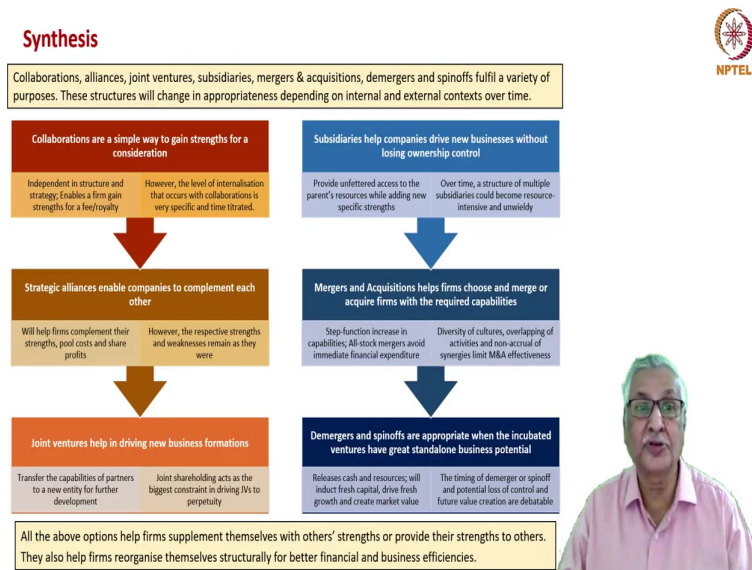 Synthesis
NPTEL
Collaborations, alliances, joint ventures, subsidiaries, mergers & acquisitions, demergers and spinoffs fulfil a variety of
purposes. These structures will change in appropriateness depending on internal and external contexts over time.
Collaborations are a simple way to gain strengths for a
consideration
Independent in structure and
strategy; Enables a firm gain
strengths for a fee/royalty
However, the level of internalisation
that occurs with collaborations is
very specific and time titrated.
Strategic alliances enable companies to complement each
other
Will help firms complement their
strengths, pool costs and share
profits
However, the respective strengths
and weaknesses remain as they
were
Joint ventures help in driving new business formations
Transfer the capabilities of partners
to a new entity for further
development
Joint shareholding acts as the
biggest constraint in driving JVs to
perpetuity
Subsidiaries help companies drive new businesses without
losing ownership control
Provide unfettered access to the
parent's resources while adding new
specific strengths
Over time, a structure of multiple
subsidiaries could become resource-
intensive and unwieldy
Mergers and Acquisitions helps firms choose and merge or
acquire firms with the required capabilities
Step-function increase in
capabilities; All-stock mergers avoid
immediate financial expenditure
Diversity of cultures, overlapping of
activities and non-accrual of
synergies limit M&A effectiveness
Demergers and spinoffs are appropriate when the incubated
ventures have great standalone business potential
Releases cash and resources; will
induct fresh capital, drive fresh
growth and create market value
The timing of demerger or spinoff
and potential loss of control and
future value creation are debatable
All the above options help firms supplement themselves with others' strengths or provide their strengths to others.
They also help firms reorganise themselves structurally for better financial and business efficiencies.